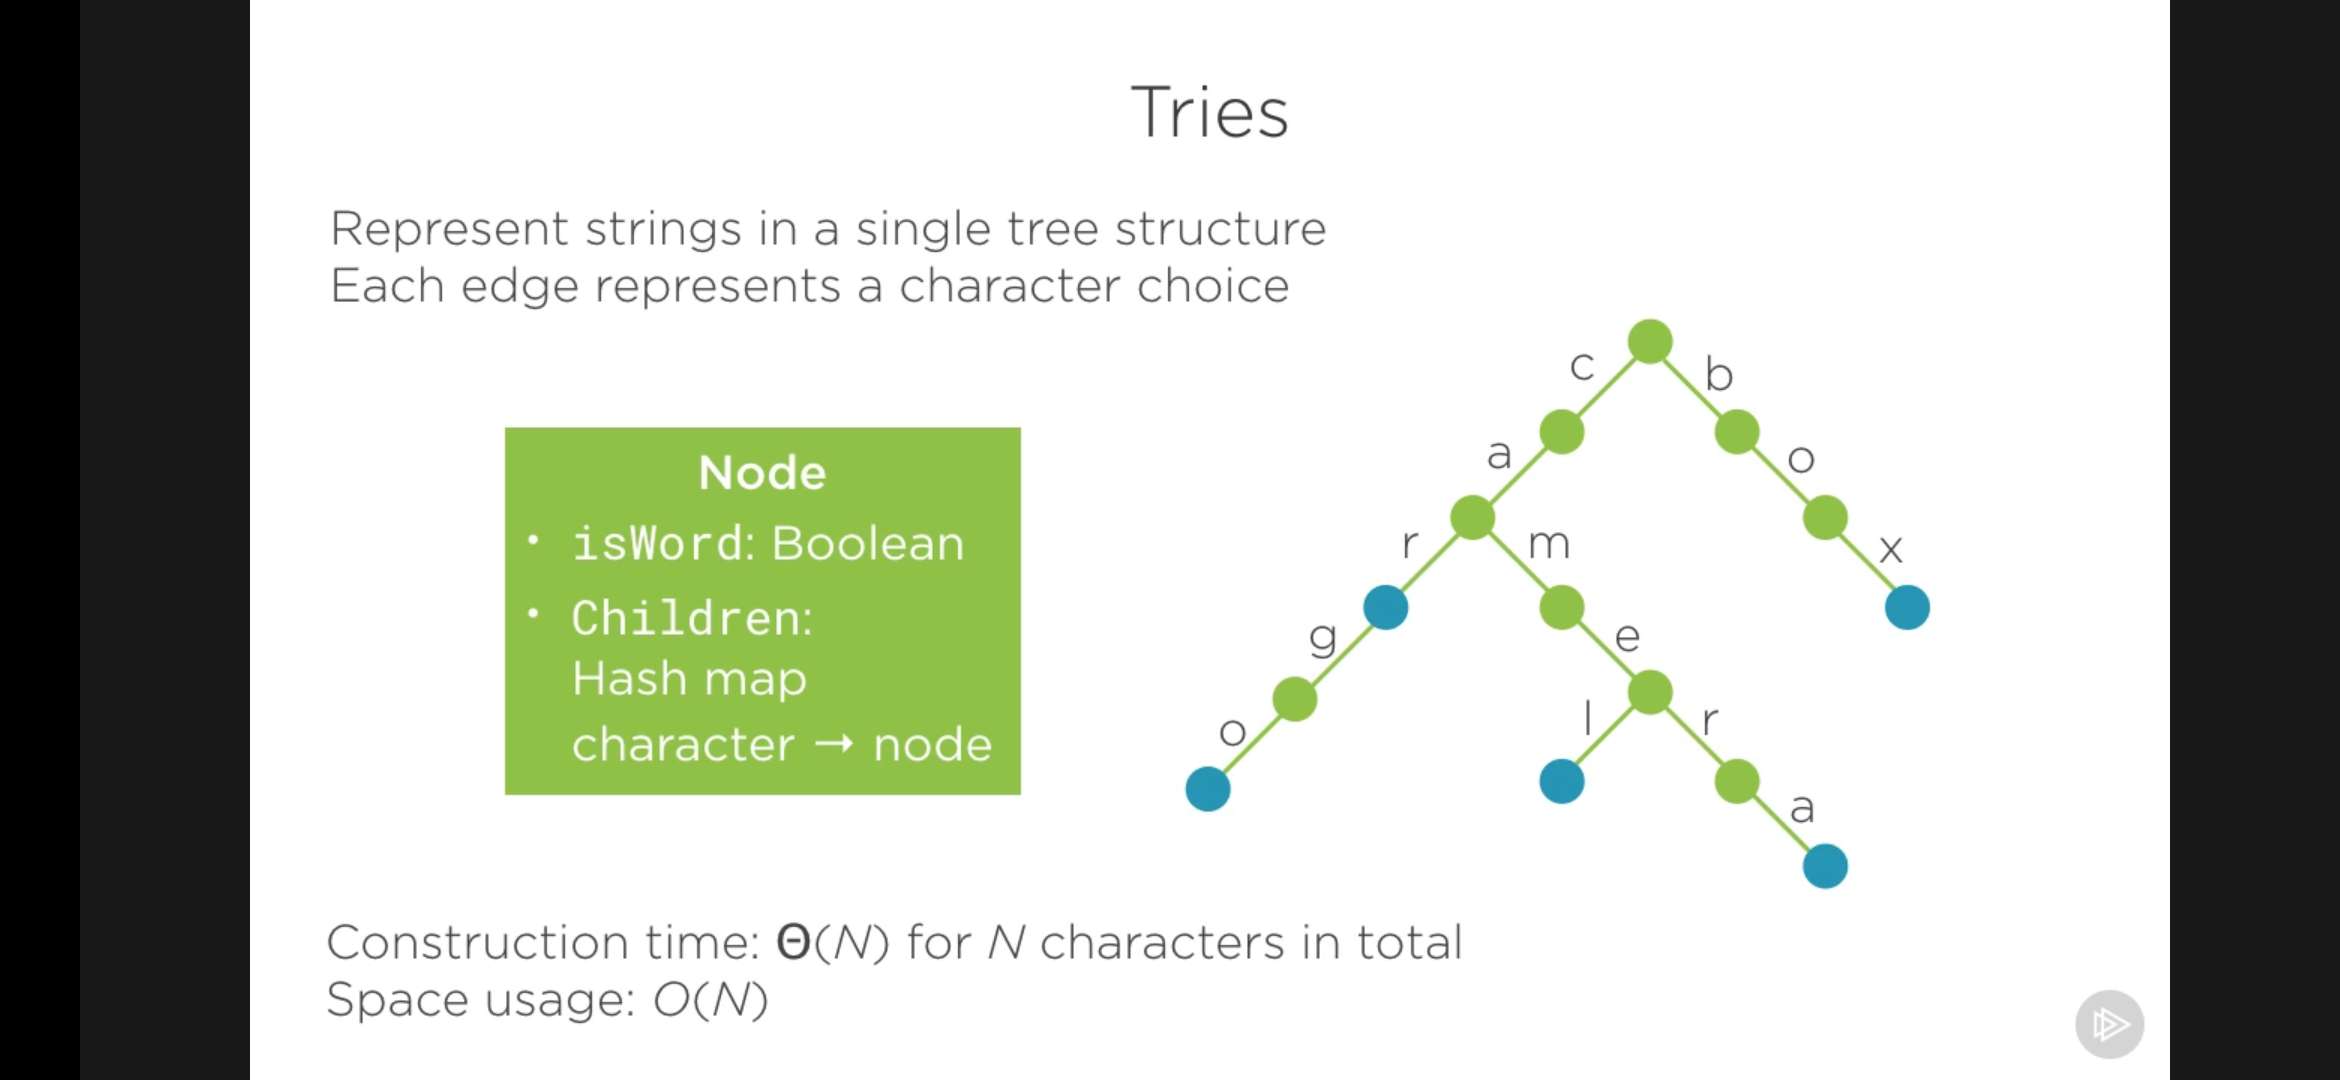 Tries
Represent strings in a single tree structure
Each edge represents a character choice
Node
• isWord: Boolean
• Children:
Hash map
character → node
c
b
a
o
r
m
x
g
e
o
l
r
a
Construction time: Θ(N) for N characters in total
Space usage: O(N)